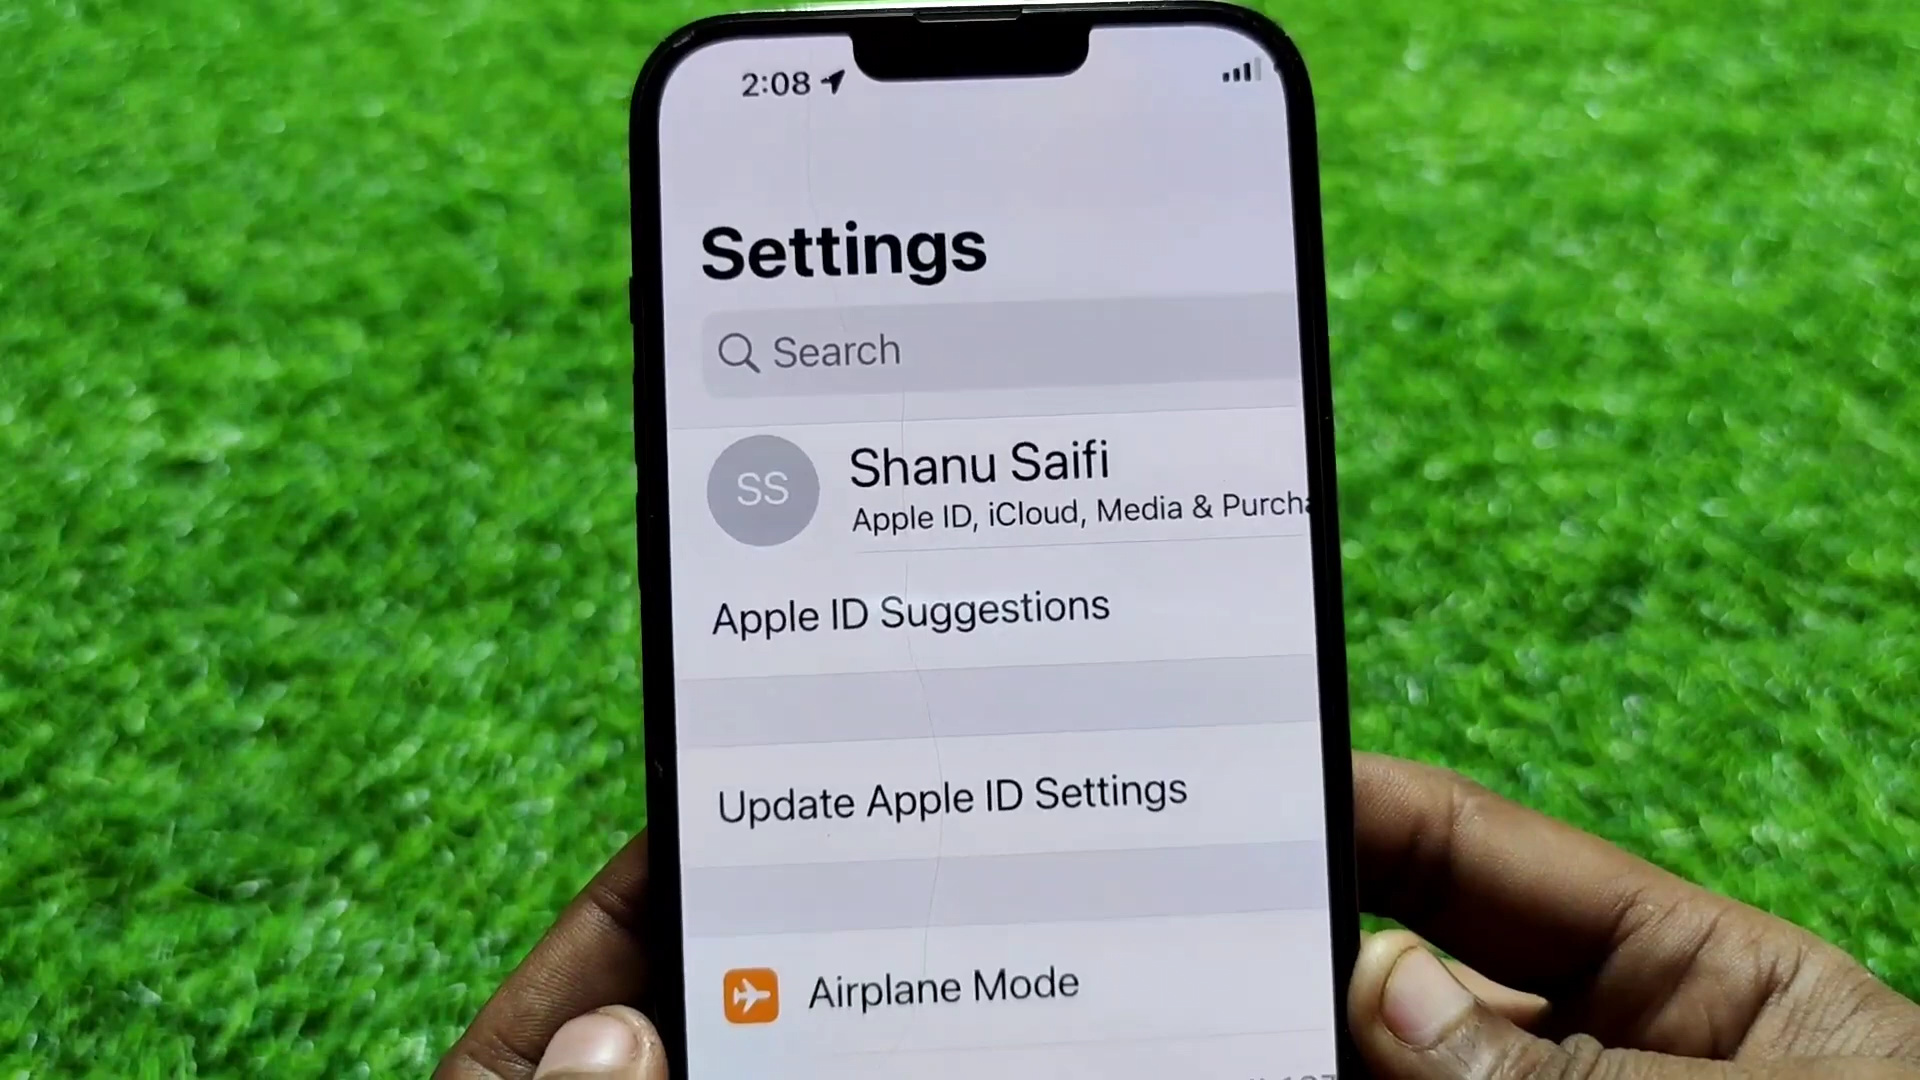 2:08
Settings
Search
SS
Shanu Saifi
Apple ID, iCloud, Media & Purcha
Apple ID Suggestions
Update Apple ID Settings
Airplane Mode